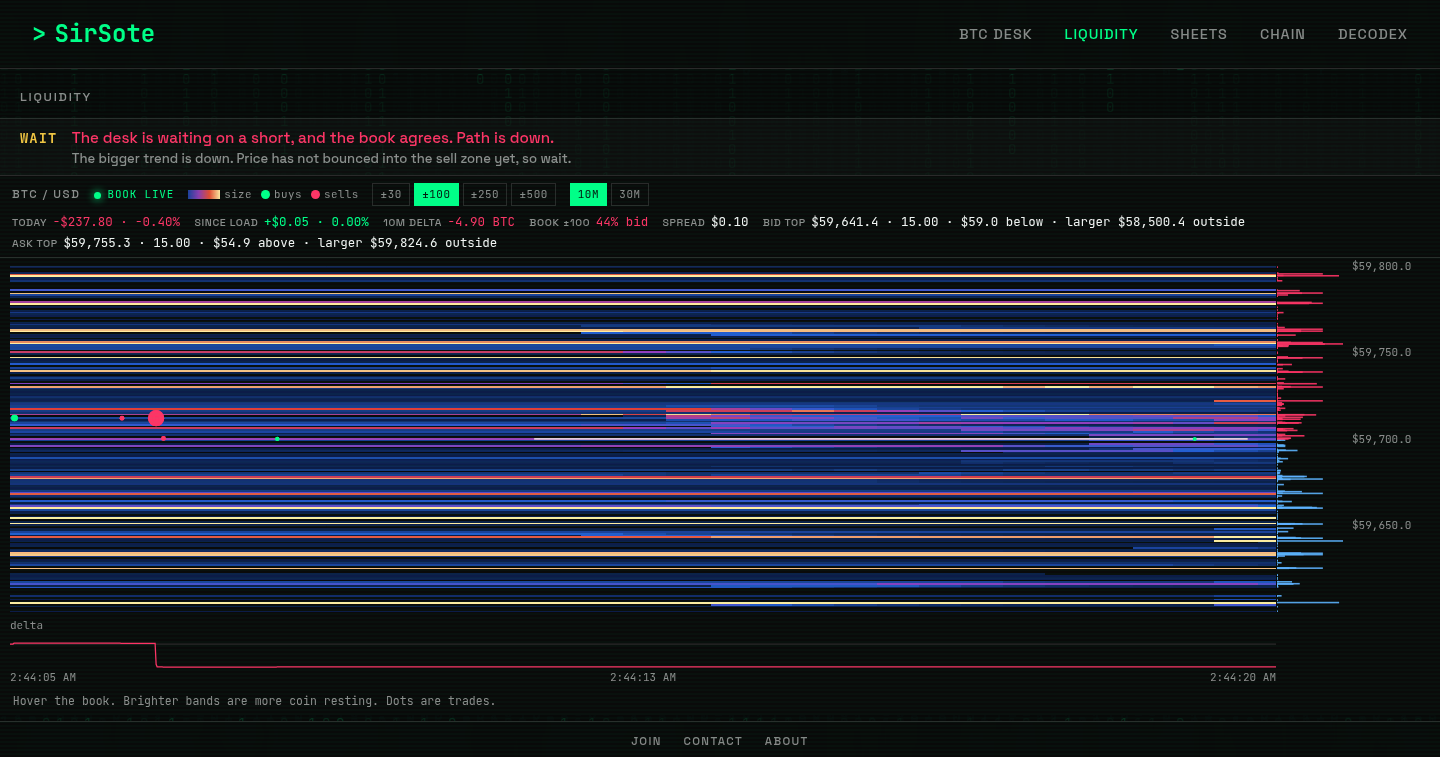 > SirSote
BTC DESK LIQUIDITY SHEETS CHAIN DECODEX
LIQUIDITY
WAIT The desk is waiting on a short, and the book agrees. Path is down.
The bigger trend is down. Price has not bounced into the sell zone yet, so wait.
BTC / USD BOOK LIVE size buys sells ±30 ±100 ±250 ±500 10M 30M
TODAY -$237.80 · -0.40% SINCE LOAD +$0.05 · 0.00% 10M DELTA -4.90 BTC BOOK ±100 44% bid SPREAD $0.10 BID TOP $59,641.4 · 15.00 · $59.0 below · larger $58,500.4 outside
ASK TOP $59,755.3 · 15.00 · $54.9 above · larger $59,824.6 outside
$59,800.0
$59,750.0
$59,700.0
$59,650.0
delta
2:44:05 AM 2:44:13 AM 2:44:20 AM
Hover the book. Brighter bands are more coin resting. Dots are trades.
JOIN CONTACT ABOUT